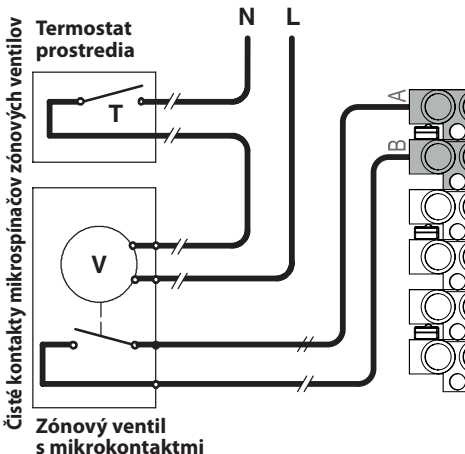 Čisté kontakty mikrospínačov zónových ventilov
Termostat
prostredia
N L
T
V
A
B
Zónový ventil
s mikrokontaktmi